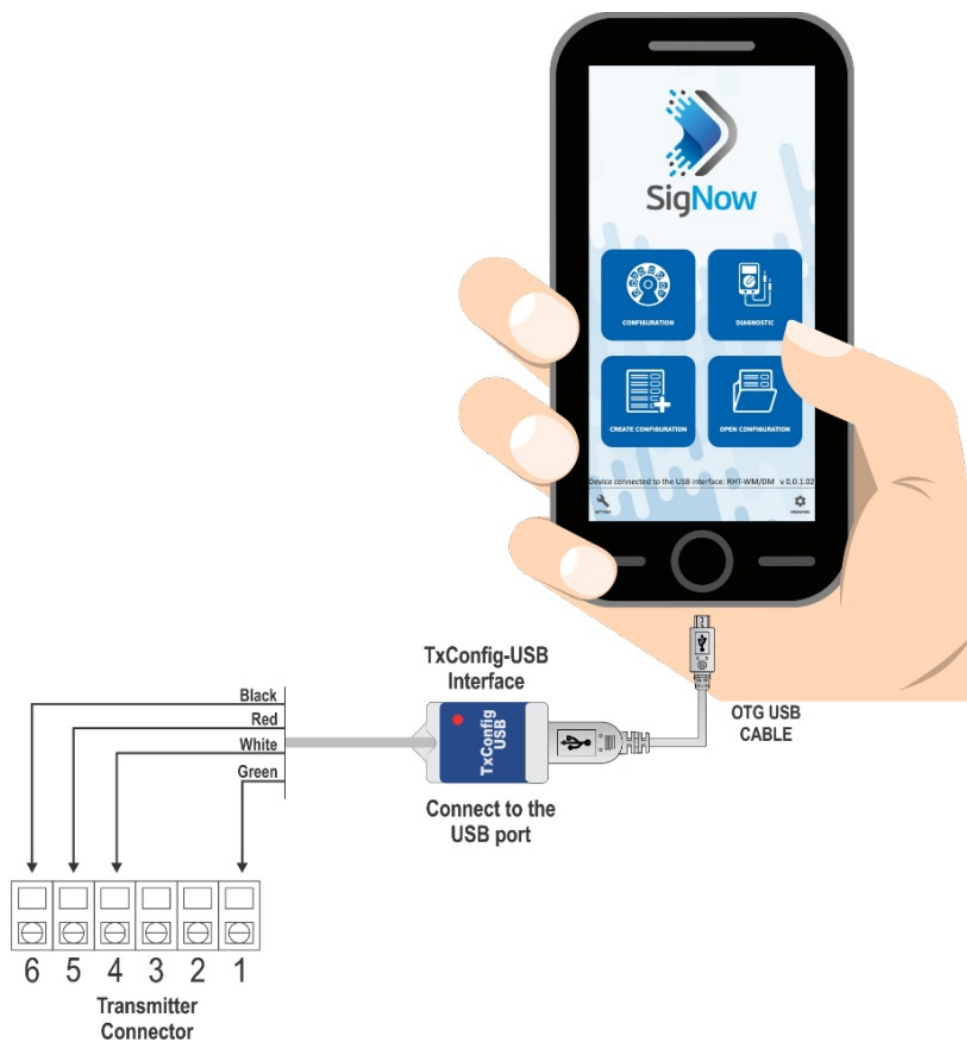 SigNow
CONFIGURATION
DIAGNOSTIC
CREATE CONFIGURATION
OPEN CONFIGURATION
Device connected to the USB interface: RHT-WM/DM v 0.0.1.02
SETTING
TxConfig-USB
Interface
Black
Red
White
Green
TxConfig
USB
OTG USB
CABLE
Connect to the
USB port
6 5 4 3 2 1
Transmitter
Connector